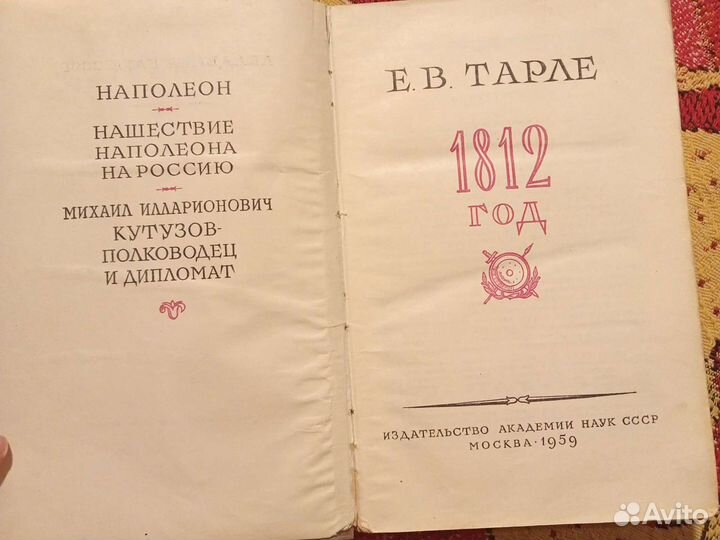 НАПОЛЕОН
НАШЕСТВИЕ
НАПОЛЕОНА
НА РОССИЮ
МИХАИЛ ИЛЛАРИОНОВИЧ
КУТУЗОВ-
ПОЛКОВОДЕЦ
И ДИПЛОМАТ
Е. В. ТАРЛЕ
1812
ГОД
ИЗДАТЕЛЬСТВО АКАДЕМИИ НАУК СССР
МОСКВА · 1959
Avito